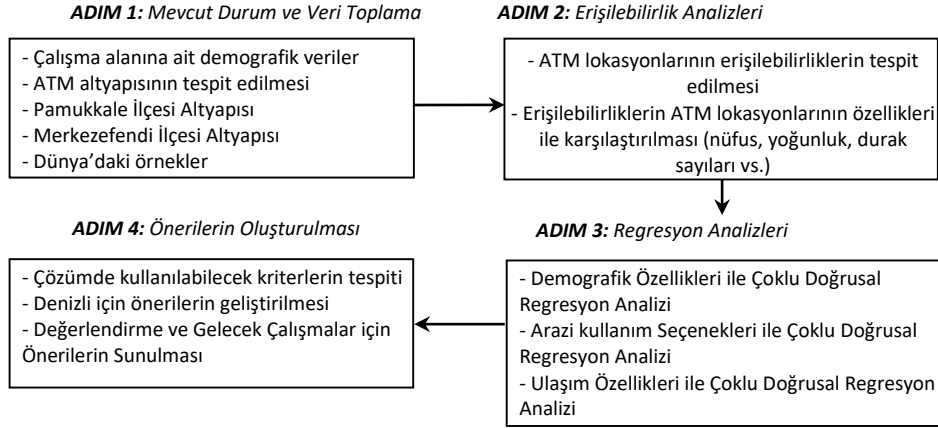 ADIM 1: Mevcut Durum ve Veri Toplama
- Çalışma alanına ait demografik veriler
- ATM altyapısının tespit edilmesi
- Pamukkale İlçesi Altyapısı
- Merkezefendi İlçesi Altyapısı
- Dünya’daki örnekler
ADIM 2: Erişilebilirlik Analizleri
- ATM lokasyonlarının erişilebilirliklerin tespit
edilmesi
- Erişilebilirliklerin ATM lokasyonlarının özellikleri
ile karşılaştırılması (nüfus, yoğunluk, durak
sayıları vs.)
ADIM 3: Regresyon Analizleri
- Demografik Özellikleri ile Çoklu Doğrusal
Regresyon Analizi
- Arazi kullanım Seçenekleri ile Çoklu Doğrusal
Regresyon Analizi
- Ulaşım Özellikleri ile Çoklu Doğrusal Regresyon
Analizi
ADIM 4: Önerilerin Oluşturulması
- Çözümde kullanılabilecek kriterlerin tespiti
- Denizli için önerilerin geliştirilmesi
- Değerlendirme ve Gelecek Çalışmalar için
Önerilerin Sunulması